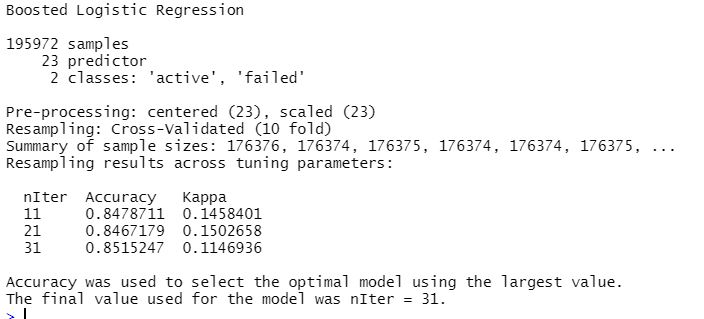 Boosted Logistic Regression
195972 samples
23 predictor
2 classes: 'active', 'failed'
Pre-processing: centered (23), scaled (23)
Resampling: Cross-Validated (10 fold)
Summary of sample sizes: 176376, 176374, 176375, 176374, 176374, 176375, ...
Resampling results across tuning parameters:
nIter Accuracy Kappa
11 0.8478711 0.1458401
21 0.8467179 0.1502658
31 0.8515247 0.1146936
Accuracy was used to select the optimal model using the largest value.
The final value used for the model was nIter = 31.
>